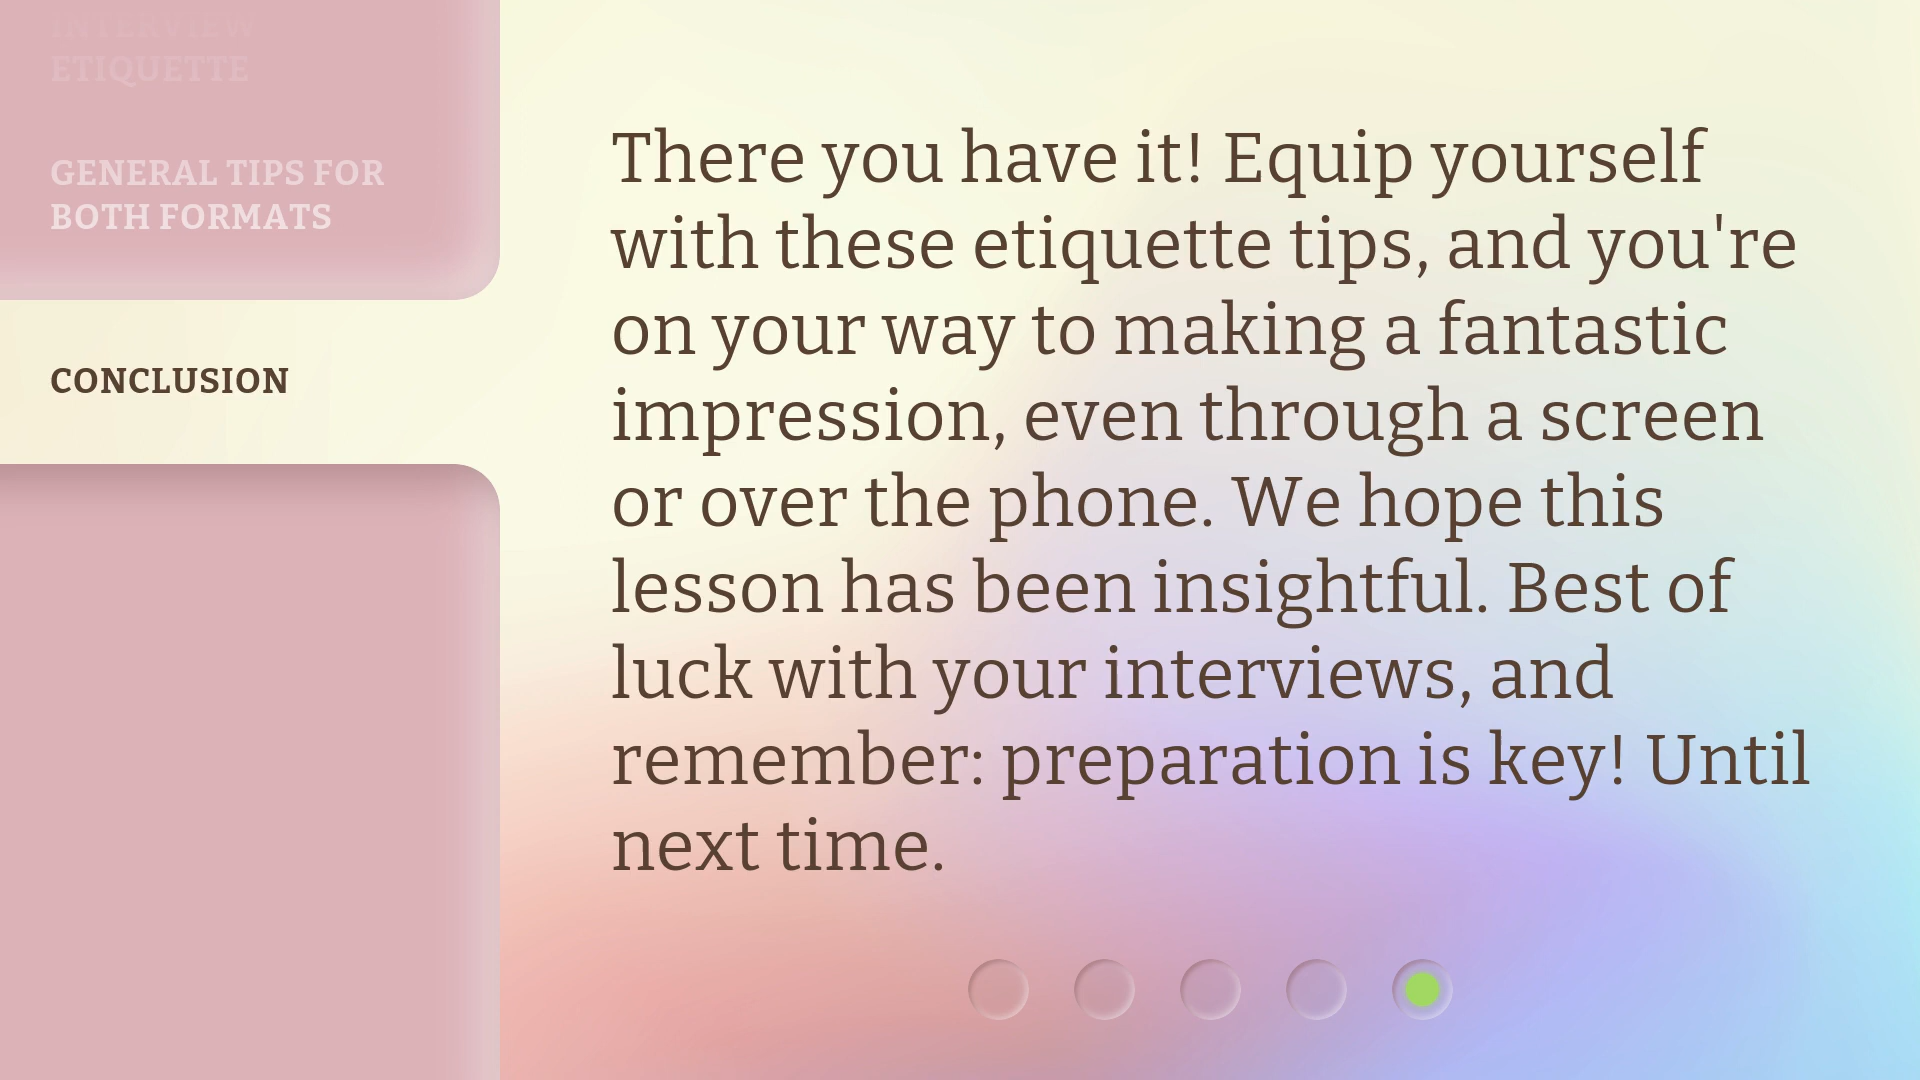 INTERVIEW
ETIQUETTE
GENERAL TIPS FOR
BOTH FORMATS
CONCLUSION
There you have it! Equip yourself
with these etiquette tips, and you're
on your way to making a fantastic
impression, even through a screen
or over the phone. We hope this
lesson has been insightful. Best of
luck with your interviews, and
remember: preparation is key! Until
next time.